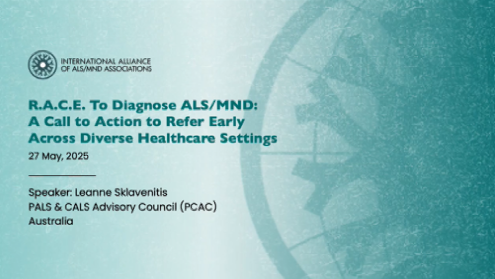 INTERNATIONAL ALLIANCE
OF ALS/MND ASSOCIATIONS
R.A.C.E. To Diagnose ALS/MND:
A Call to Action to Refer Early
Across Diverse Healthcare Settings
27 May, 2025
Speaker: Leanne Sklavenitis
PALS & CALS Advisory Council (PCAC)
Australia